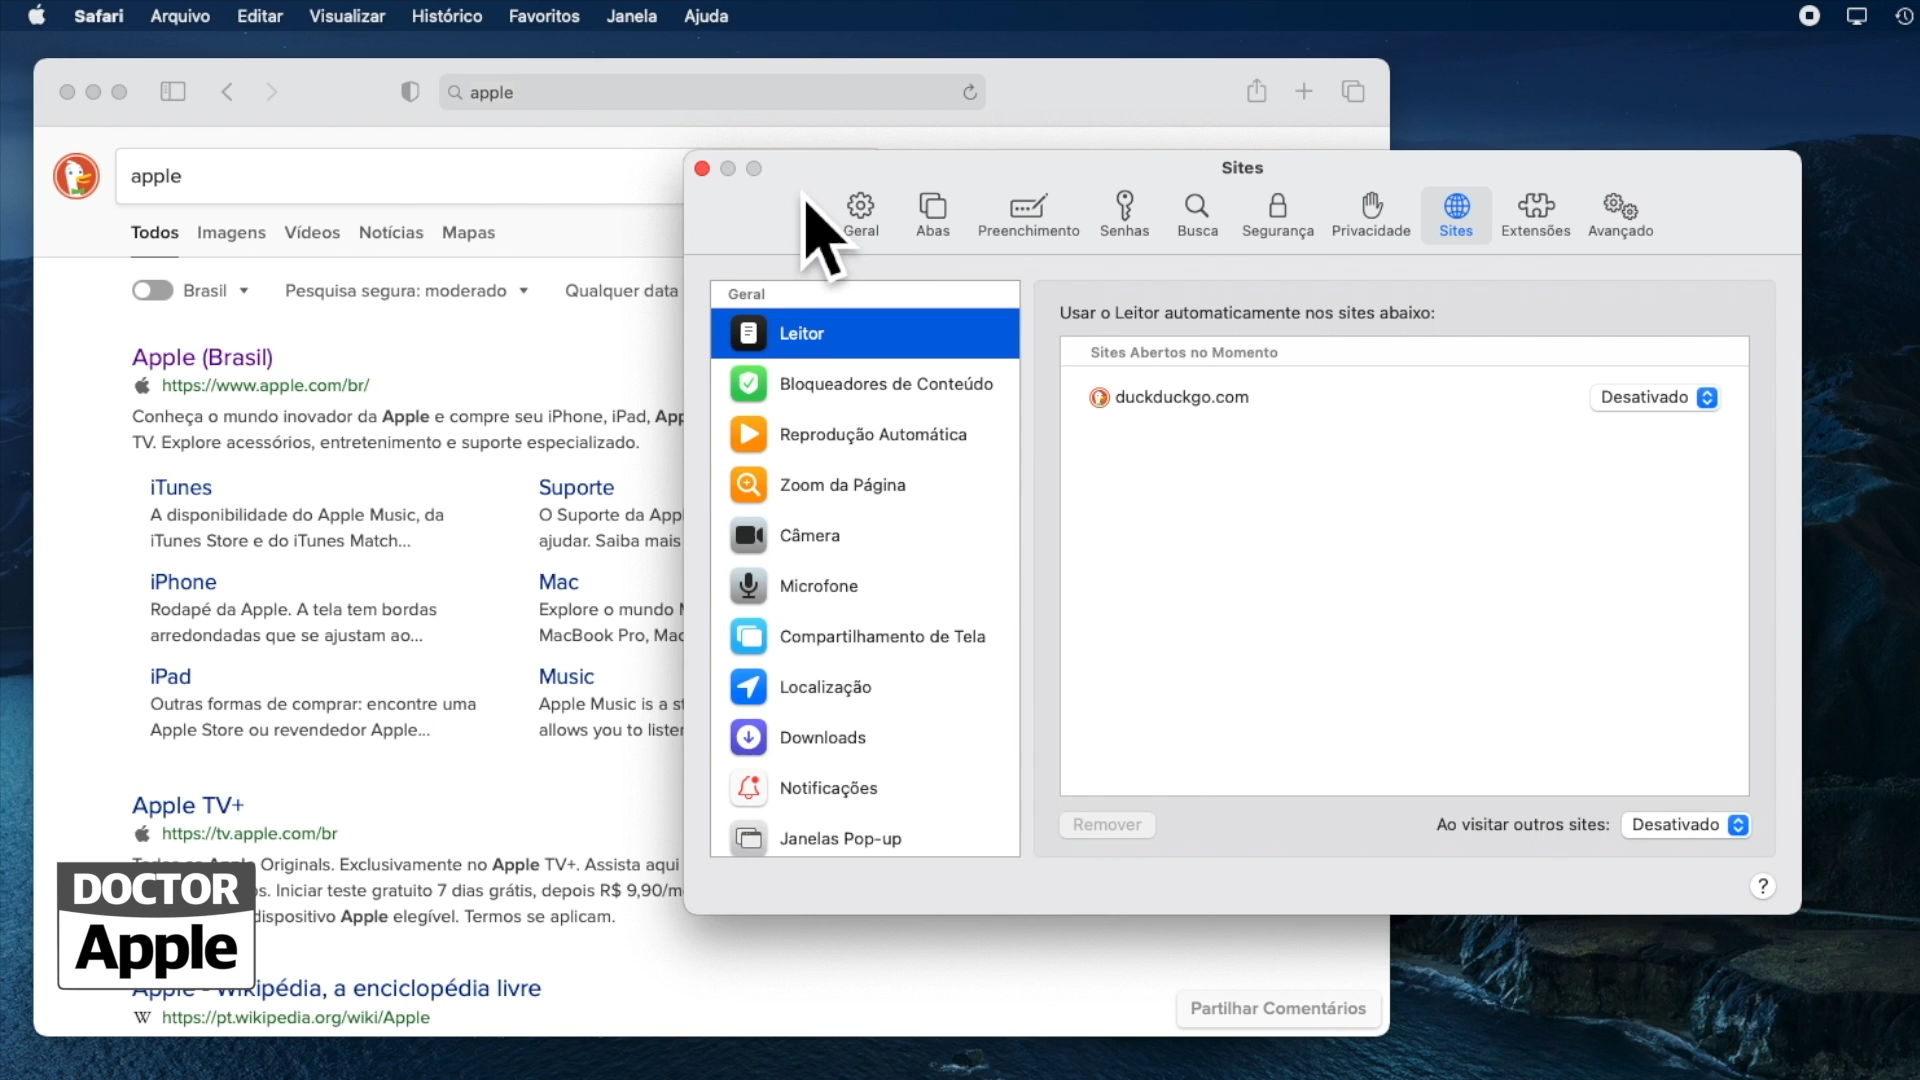 Safari Arquivo Editar Visualizar Histórico Favoritos Janela Ajuda
apple
apple
Todos Imagens Vídeos Notícias Mapas
Brasil
Pesquisa segura: moderado
Qualquer data
Apple (Brasil)
https://www.apple.com/br/
Conheça o mundo inovador da Apple e compre seu iPhone, iPad,
TV. Explore acessórios, entretenimento e suporte especializado.
iTunes
A disponibilidade do Apple Music, da
iTunes Store e do iTunes Match...
Suporte
O Suporte da
ajudar. Saiba mais
iPhone
Rodapé da Apple. A tela tem bordas
arredondadas que se ajustam ao...
Mac
Explore o mundo
MacBook Pro,
iPad
Outras formas de comprar: encontre uma
Apple Store ou revendedor Apple...
Music
Apple Music is a
allows you to
Apple TV+
https://tv.apple.com/br
Originals. Exclusivamente no Apple TV+. Assista aqui
Iniciar teste gratuito 7 dias grátis, depois R$
Apple elegível. Termos se aplicam.
Wikipédia, a enciclopédia livre
W https://pt.wikipedia.org/wiki/Apple
Partilhar Comentários
DOCTOR
Apple
Sites
Geral Abas Preenchimento Senhas Busca Segurança Privacidade Sites Extensões Avançado
Geral
Leitor
Bloqueadores de Conteúdo
Reprodução Automática
Zoom da Página
Câmera
Microfone
Compartilhamento de Tela
Localização
Downloads
Notificações
Janelas Pop-up
Usar o Leitor automaticamente nos sites abaixo:
Sites Abertos no Momento
duckduckgo.com Desativado
Remover
Ao visitar outros sites: Desativado
?